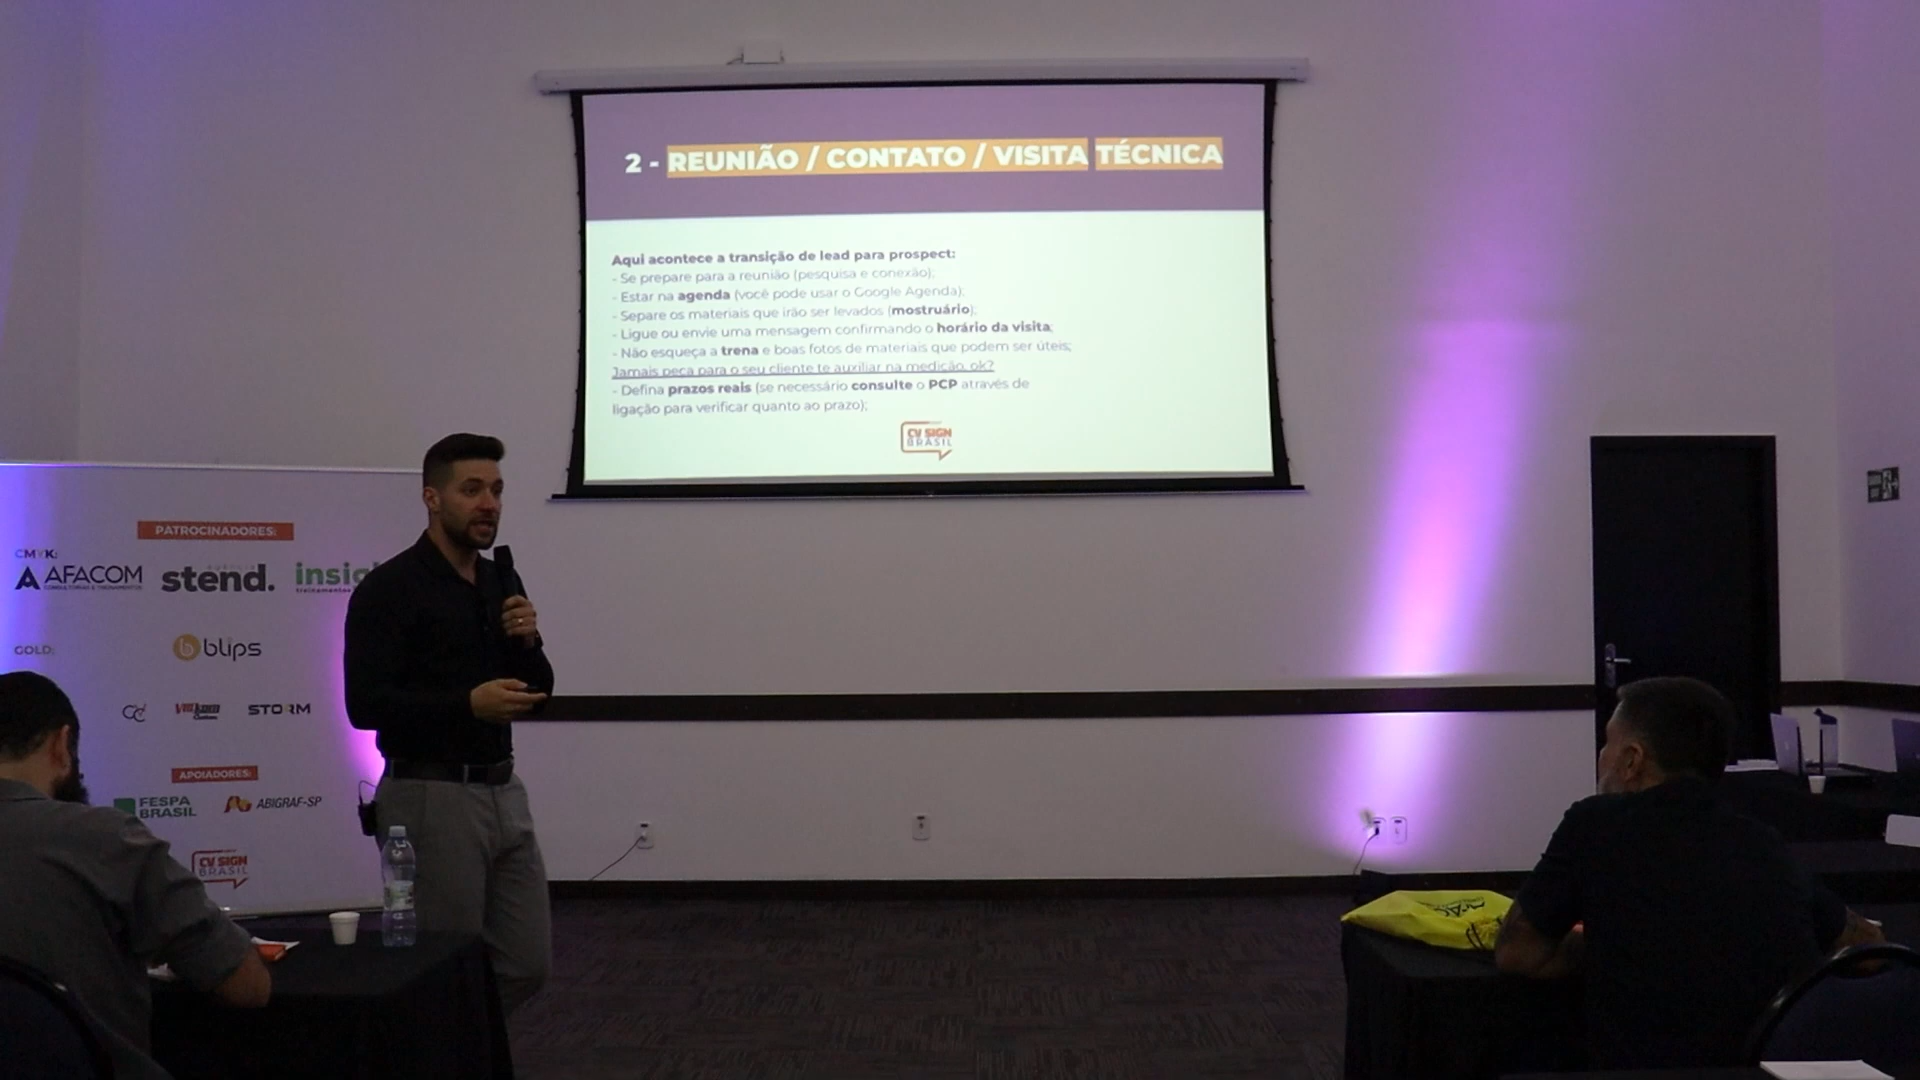 2 - REUNIÃO / CONTATO / VISITA TÉCNICA
Aqui acontece a transição de lead para prospect:
- Se prepare para a reunião (pesquisa e conexão);
- Estar na agenda (você pode usar o Google Agenda);
- Separe os materiais que irão ser levados (mostruário);
- Ligue ou envie uma mensagem confirmando o horário da visita;
- Não esqueça a trena e boas fotos de materiais que podem ser úteis;
Jamais peça para o seu cliente te auxiliar na medição, ok?
- Defina prazos reais (se necessário consulte o PCP através de
ligação para verificar quanto ao prazo);
CV SIGN
BRASIL
PATROCINADORES:
CMYK:
AFACOM
CONSULTORIAS E TREINAMENTOS
stend.
insig
treinamentos
GOLD:
blips
STORM
APOIADORES:
FESPA
BRASIL
ABIGRAF-SP
CV SIGN
BRASIL